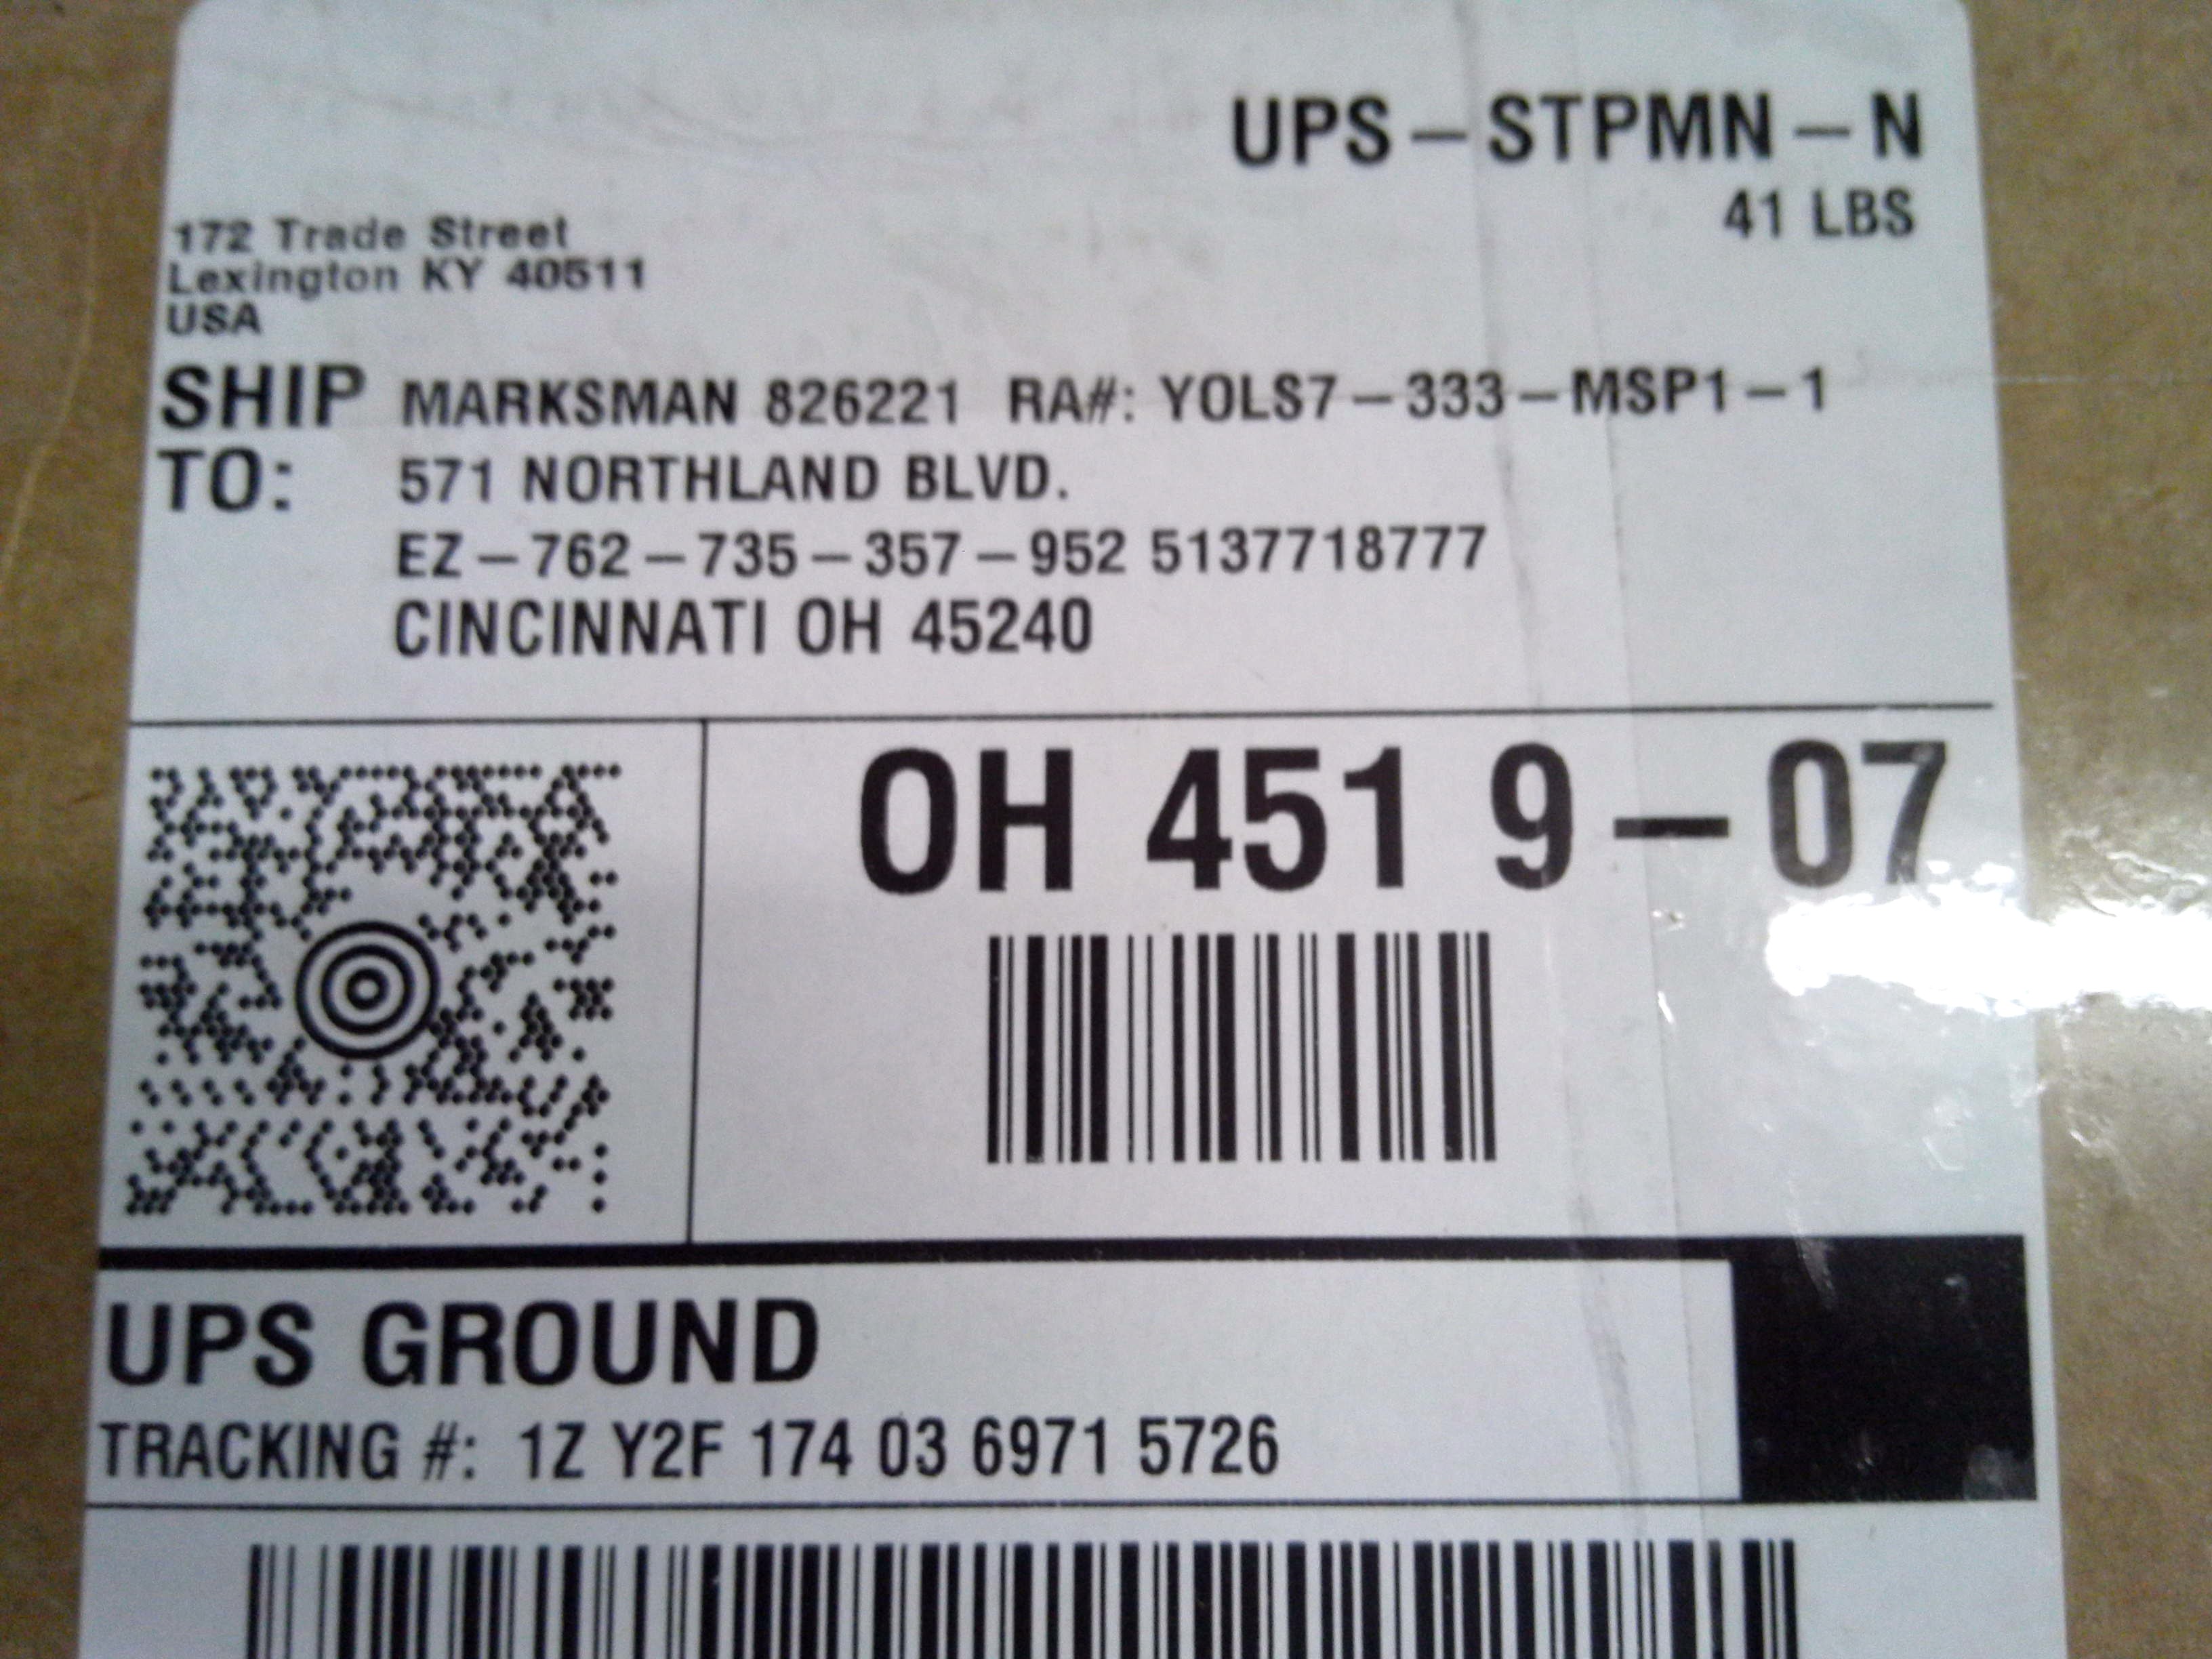 UPS-STPMN-N
41 LBS
172 Trade Street
Lexington KY 40511
USA
SHIP TO:
MARKSMAN 826221 RA#: YOLS7-333-MSP1-1
571 NORTHLAND BLVD.
EZ-762-735-357-952 5137718777
CINCINNATI OH 45240
OH 451 9-07
UPS GROUND
TRACKING #: 1Z Y2F 174 03 6971 5726